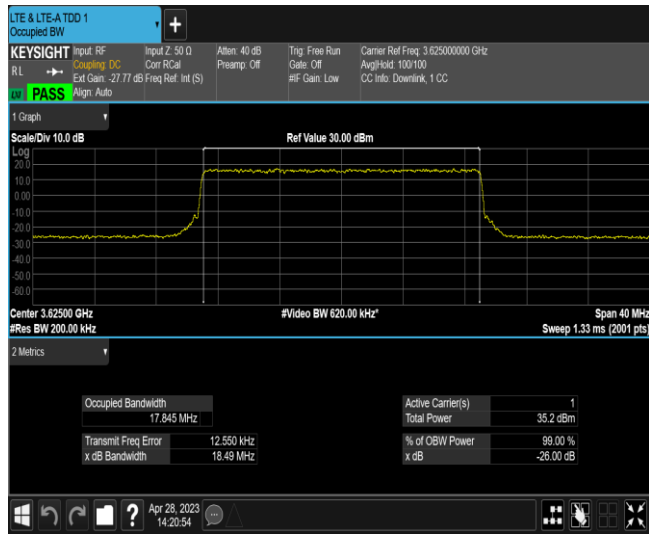 LTE & LTE-A TDD 1
Occupied BW
+
KEYSIGHT
RL
LXI PASS
Input: RF
Coupling: DC
Ext Gain: -27.77 dB
Align: Auto
Input Z: 50 Ω
Corr RCal
Freq Ref: Int (S)
Atten: 40 dB
Preamp: Off
Trig: Free Run
Gate: Off
#IF Gain: Low
Carrier Ref Freq: 3.625000000 GHz
Avg|Hold: 100/100
CC Info: Downlink, 1 CC
1 Graph
Scale/Div 10.0 dB
Ref Value 30.00 dBm
Log
20.0
10.0
0.00
-10.0
-20.0
-30.0
-40.0
-50.0
-60.0
Center 3.62500 GHz
#Video BW 620.00 kHz*
Span 40 MHz
#Res BW 200.00 kHz
Sweep 1.33 ms (2001 pts)
2 Metrics
Occupied Bandwidth
17.845 MHz
Active Carrier(s) 1
Total Power 35.2 dBm
Transmit Freq Error 12.550 kHz
x dB Bandwidth 18.49 MHz
% of OBW Power 99.00 %
x dB -26.00 dB
?
Apr 28, 2023
14:20:54